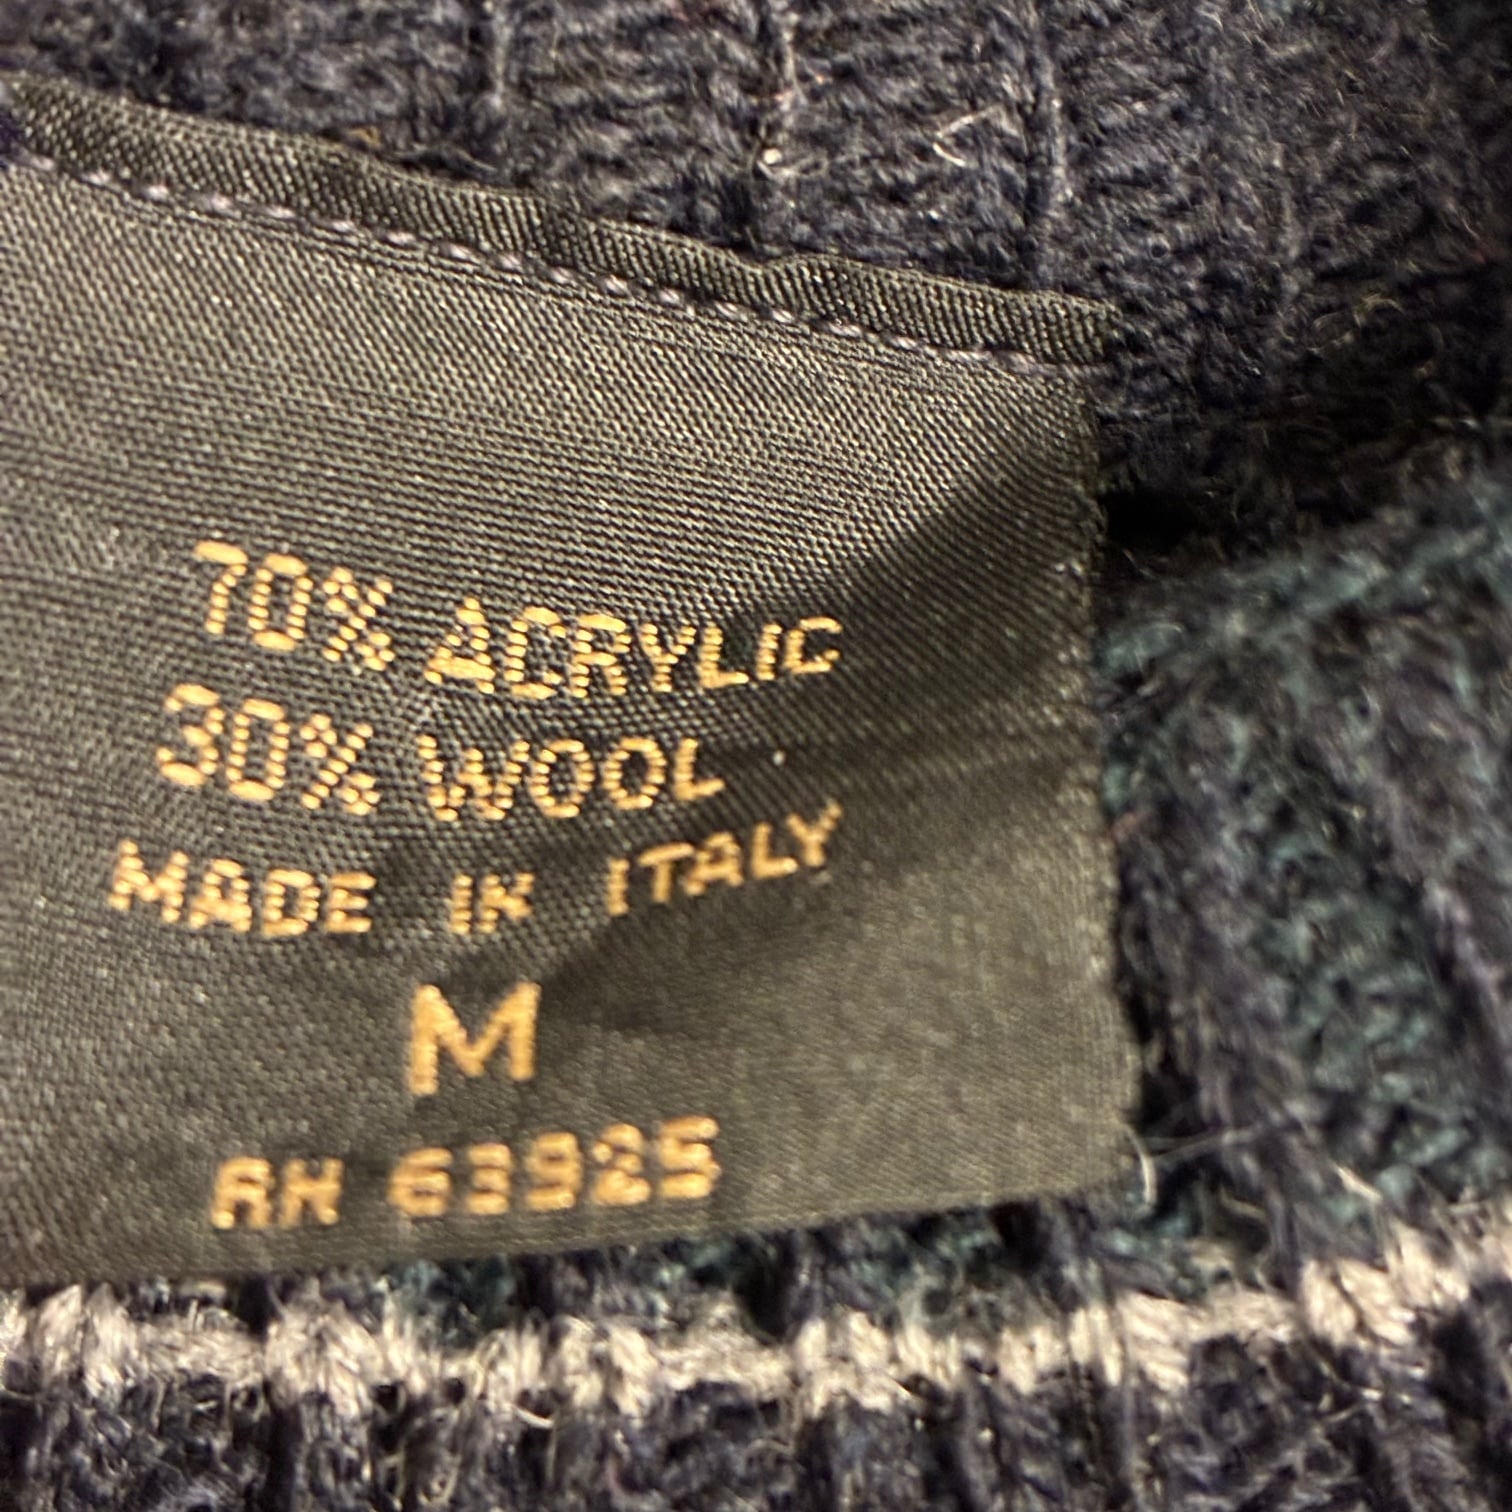 70% ACRYLIC
30% WOOL
MADE IN ITALY
M
RN 63925